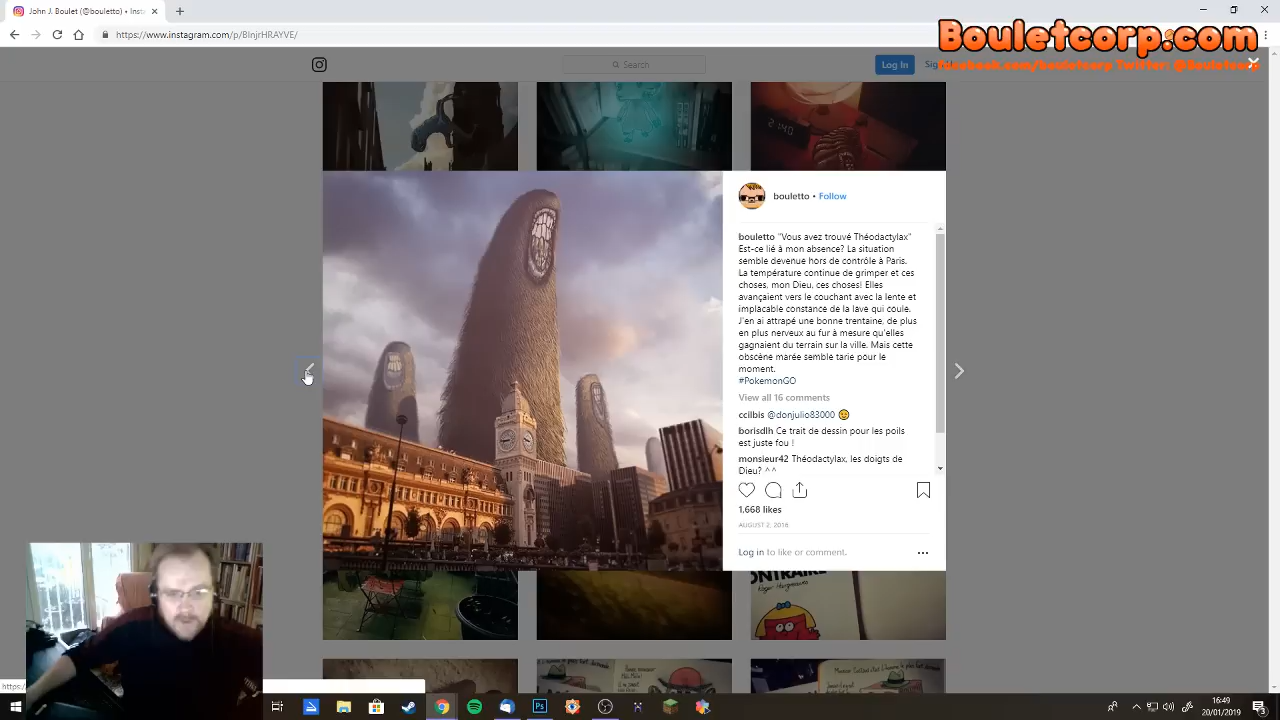 John J. Boulet (@bouletto) • Inst
Bouletcorp.com
https://www.instagram.com/p/BInjrHRAYVE/
Search
Log In
facebook.com/bouletcorp Twitter: @Bouletcorp
2140
bouletto • Follow
bouletto "Vous avez trouvé Théodactylax"
Est-ce lié à mon absence? La situation
semble devenue hors de contrôle à Paris.
La température continue de grimper et ces
choses, mon Dieu, ces choses! Elles
avançaient vers le couchant avec la lente et
implacable constance de la lave qui coule.
J'en ai attrapé une bonne trentaine, de plus
en plus nerveux au fur à mesure qu'elles
gagnaient du terrain sur la ville. Mais cette
obscène marée semble tarie pour le
moment.
#PokemonGO
View all 16 comments
ccilbis @donjulio83000
borisdlh Ce trait de dessin pour les poils
est juste fou !
monsieur42 Théodactylax, les doigts de
Dieu? ^^
1,668 likes
AUGUST 2, 2016
Log in to like or comment.
ONTRAIRE
Roger Hargreaves
https:/
16:49
20/01/2019